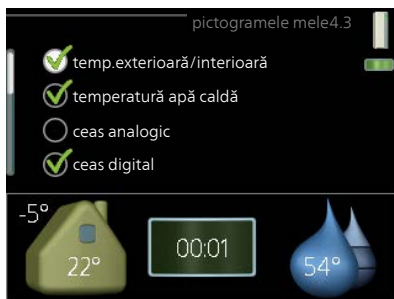 pictogramele mele4.3
temp.exterioară/interioară
temperatură apă caldă
ceas analogic
ceas digital
-5°
22°
00:01
54°